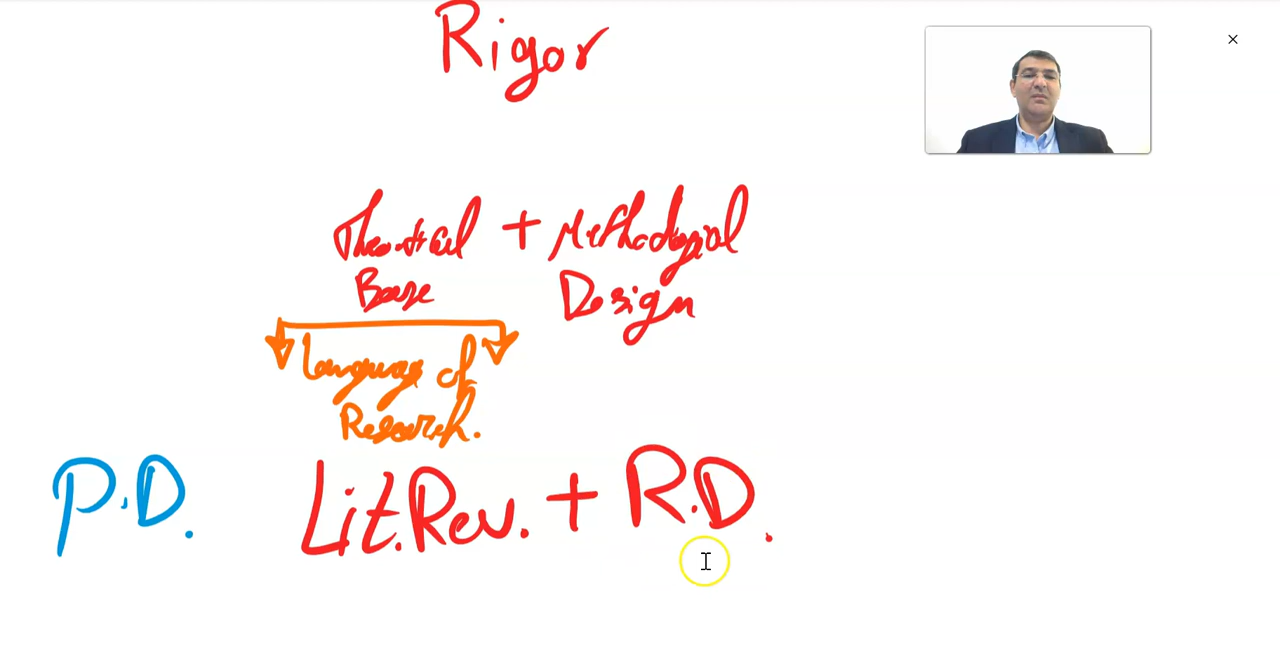 Rigor
Theoretical + Methodological
Base Design
Language of
Research.
P.D. Lit. Rev. + R.D.